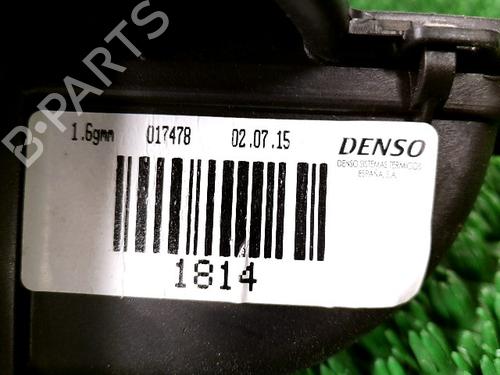 B-PARTS
1.6gmm 017478 02.07.15 DENSO
DENSO SISTEMAS TERMICOS
ESPAÑA, S.A.
1814